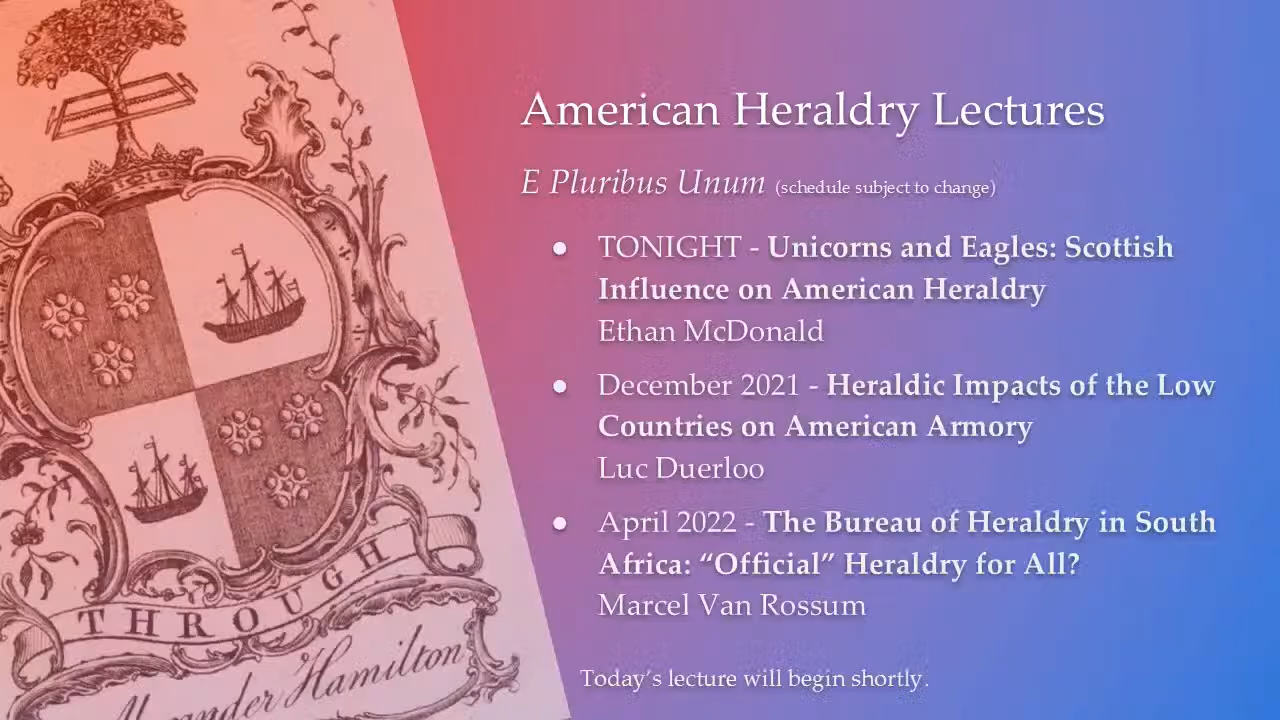 American Heraldry Lectures
E Pluribus Unum (schedule subject to change)
● TONIGHT - Unicorns and Eagles: Scottish
Influence on American Heraldry
Ethan McDonald
● December 2021 - Heraldic Impacts of the Low
Countries on American Armory
Luc Duerloo
● April 2022 - The Bureau of Heraldry in South
Africa: “Official” Heraldry for All?
Marcel Van Rossum
Today’s lecture will begin shortly.
THROUGH
Alexander Hamilton